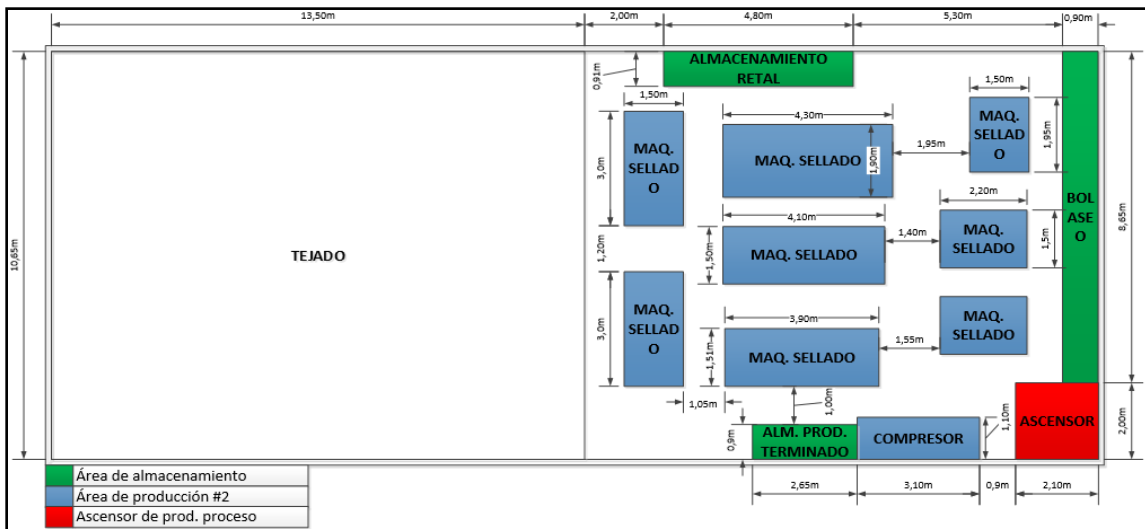 13,50m
2,00m
4,80m
5,30m
0,90m
ALMACENAMIENTO
RETAL
0,91m
1,50m
1,50m
4,30m
MAQ.
SELLAD
O
3,0m
MAQ. SELLADO
1,90m
1,95m
MAQ.
SELLAD
O
1,95m
2,20m
4,10m
BOL
ASE
O
8,65m
10,65m
TEJADO
1,20m
1,50m
MAQ. SELLADO
1,40m
MAQ.
SELLADO
1,5m
MAQ.
SELLAD
O
3,0m
3,90m
MAQ.
SELLADO
1,51m
MAQ. SELLADO
1,55m
1,05m
1,00m
0,9m
ALM. PROD.
TERMINADO
COMPRESOR
1,10m
ASCENSOR
2,00m
Área de almacenamiento
Área de producción #2
Ascensor de prod. proceso
2,65m
3,10m
0,9m
2,10m